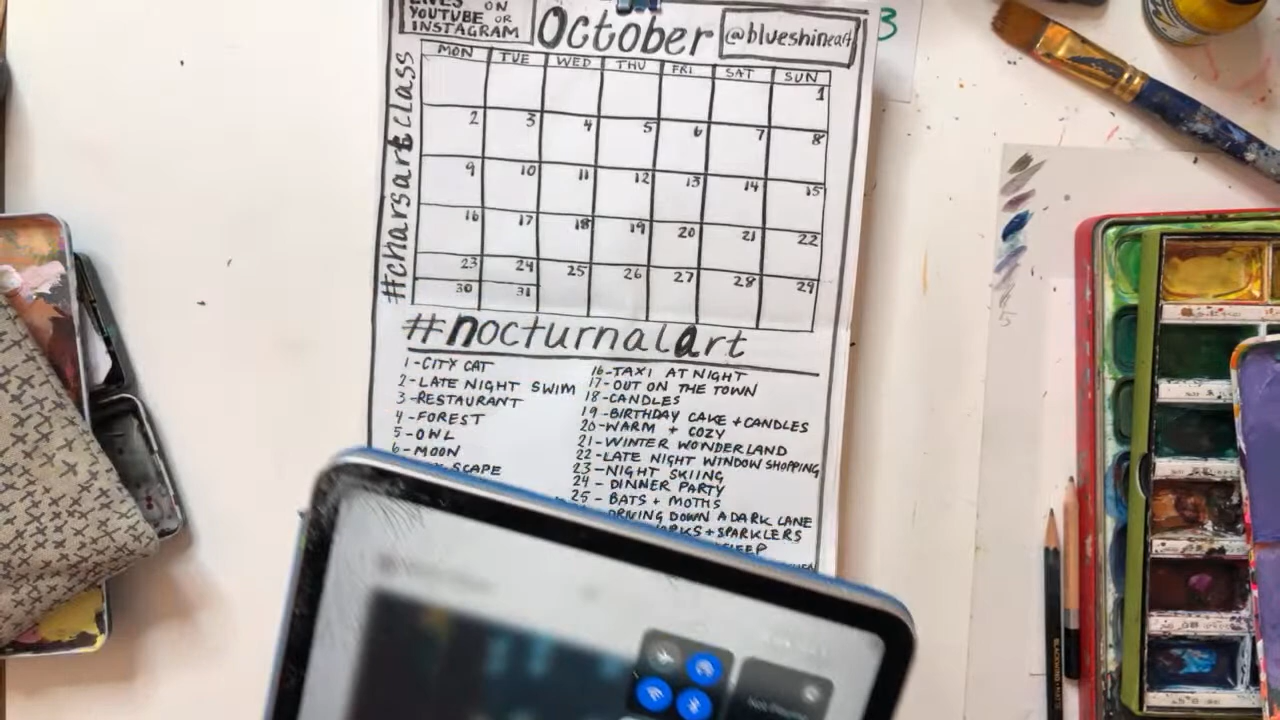 LIVES ON
YOUTUBE OR
INSTAGRAM
October
@blueshineart
3
#charsartclass
MON TUE WED THU FRI SAT SUN
1
2 3 4 5 6 7 8
9 10 11 12 13 14 15
16 17 18 19 20 21 22
23 24 25 26 27 28 29
30 31
#nocturnalart
1-CITY CAT
2-LATE NIGHT SWIM
3-RESTAURANT
4-FOREST
5-OWL
6-MOON
SCAPE
16-TAXI AT NIGHT
17-OUT ON THE TOWN
18-CANDLES
19-BIRTHDAY CAKE + CANDLES
20-WARM + COZY
21-WINTER WONDERLAND
22-LATE NIGHT WINDOW SHOPPING
23-NIGHT SKIING
24-DINNER PARTY
25-BATS + MOTHS
DRIVING DOWN A DARK LANE
+SPARKLERS
BLACKWING